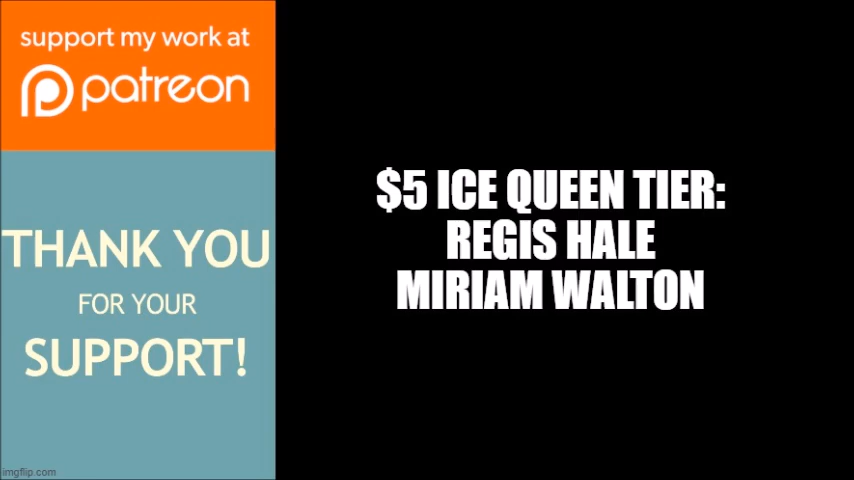 support my work at
patreon
THANK YOU
FOR YOUR
SUPPORT!
$5 ICE QUEEN TIER:
REGIS HALE
MIRIAM WALTON
imgflip.com